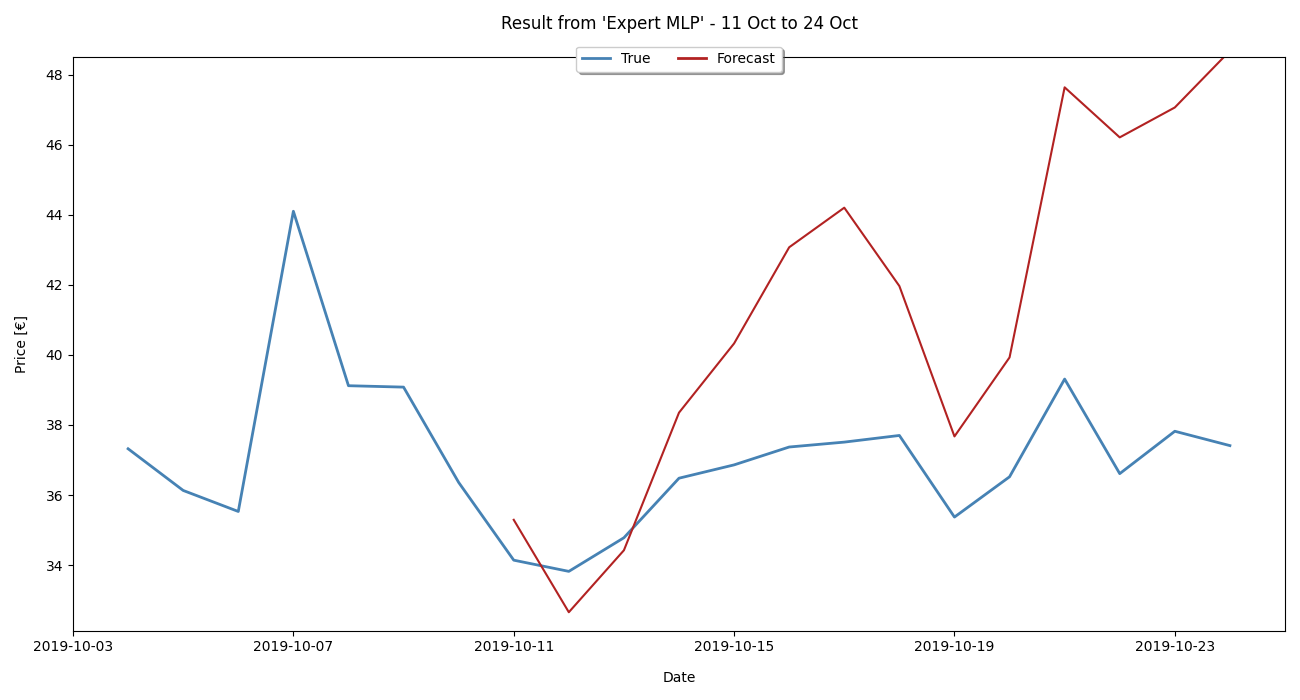 Result from 'Expert MLP' - 11 Oct to 24 Oct
True Forecast
48
46
44
42
40
38
36
34
Price [€]
2019-10-03 2019-10-07 2019-10-11 2019-10-15 2019-10-19 2019-10-23
Date